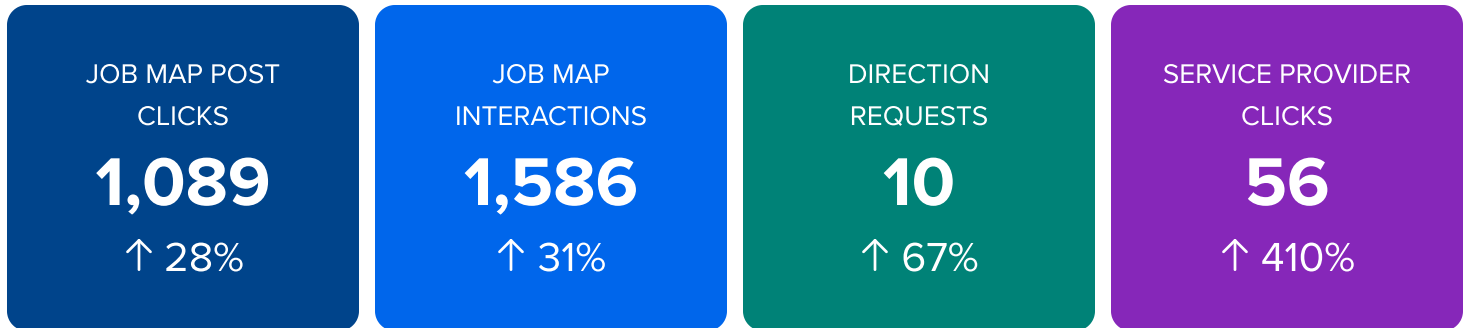 JOB MAP POST
CLICKS
1,089
↑ 28%
JOB MAP
INTERACTIONS
1,586
↑ 31%
DIRECTION
REQUESTS
10
↑ 67%
SERVICE PROVIDER
CLICKS
56
↑ 410%